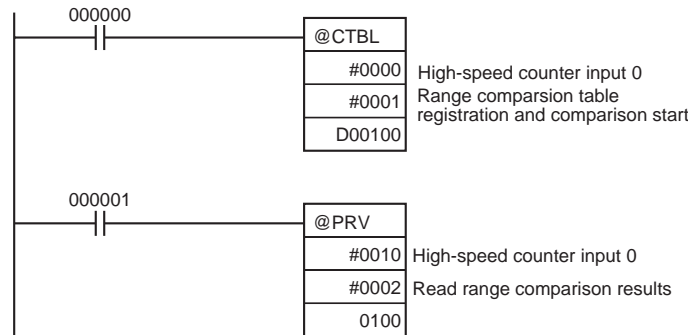 000000
@CTBL
#0000 High-speed counter input 0
#0001 Range comparsion table
registration and comparison start
D00100
000001
@PRV
#0010 High-speed counter input 0
#0002 Read range comparison results
0100